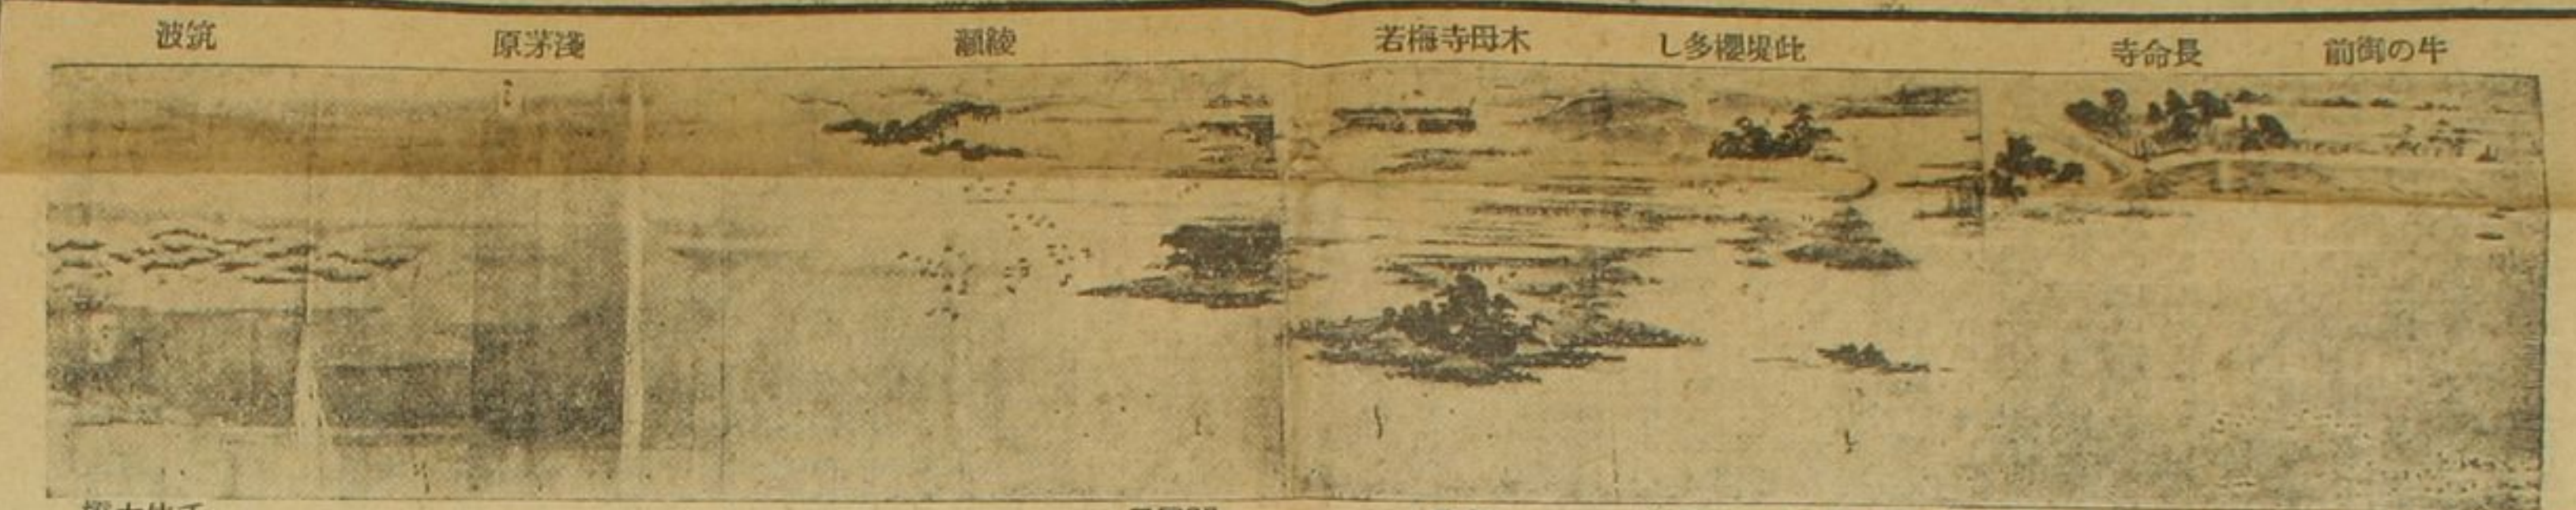 牛の御前
長命寺
此堤櫻多し
木母寺梅若
綾瀬
淺茅原
筑波